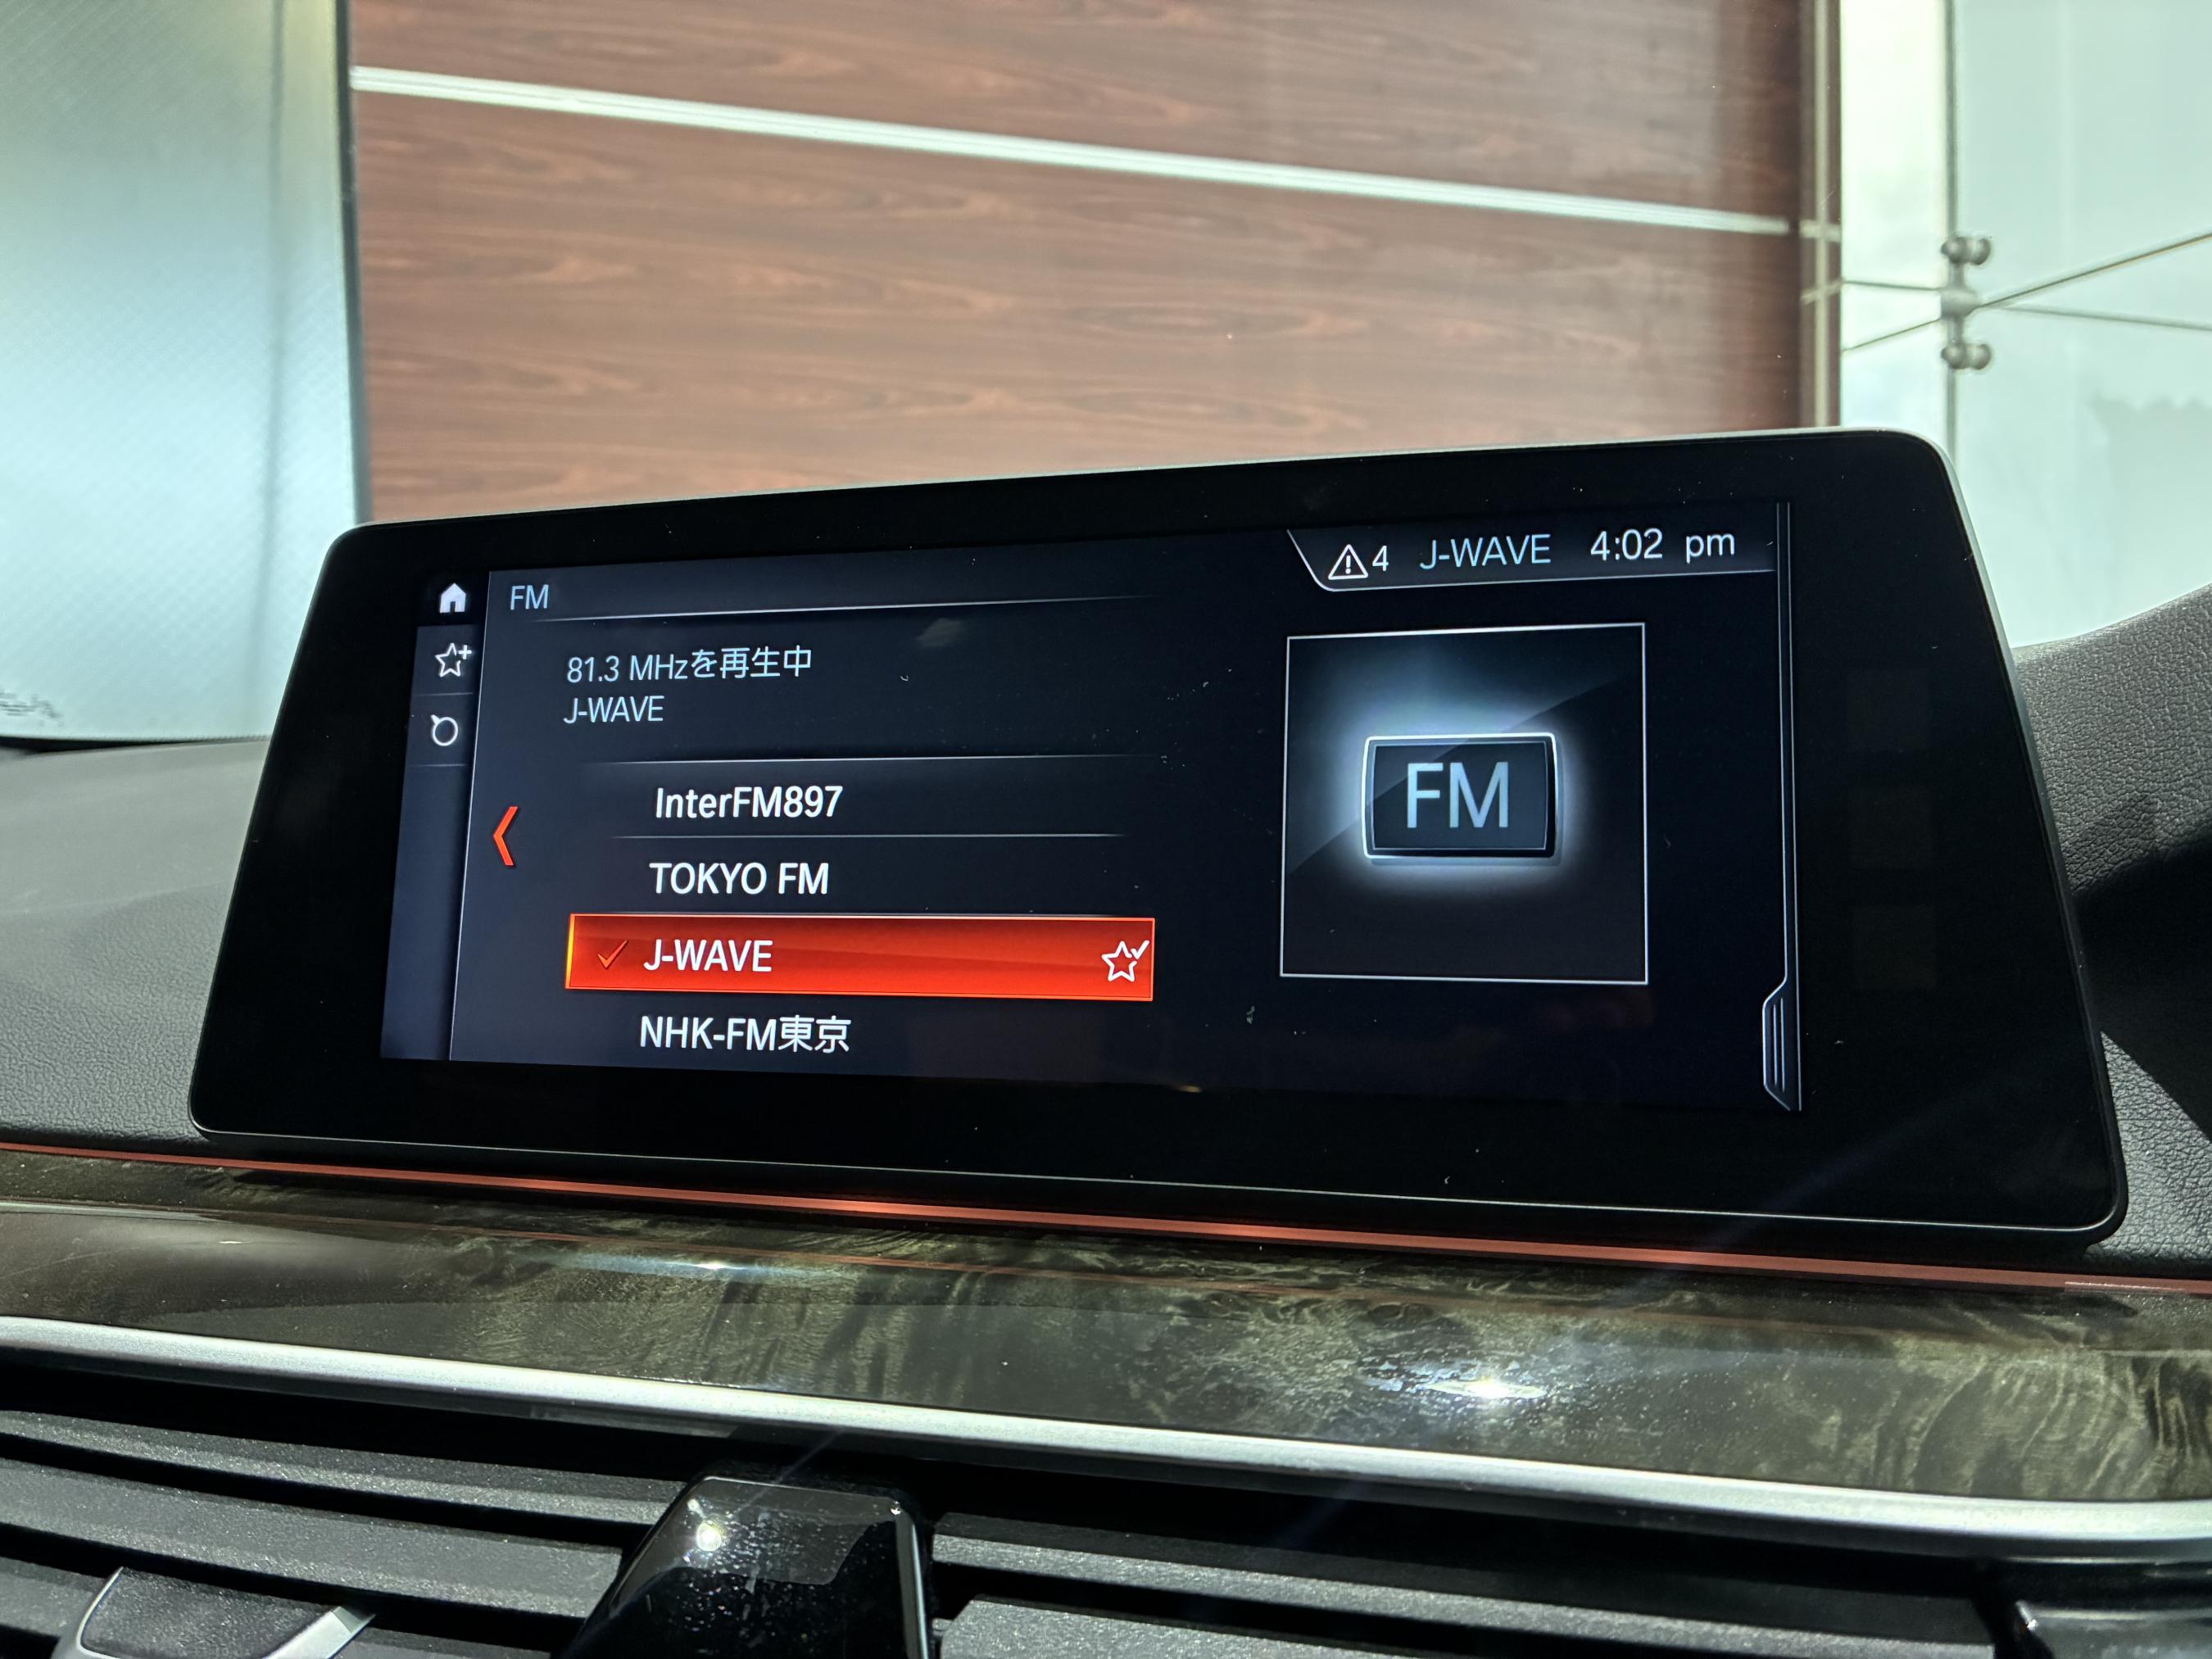 FM
4 J-WAVE 4:02 pm
81.3 MHzを再生中
J-WAVE
InterFM897
TOKYO FM
J-WAVE
NHK-FM東京
FM